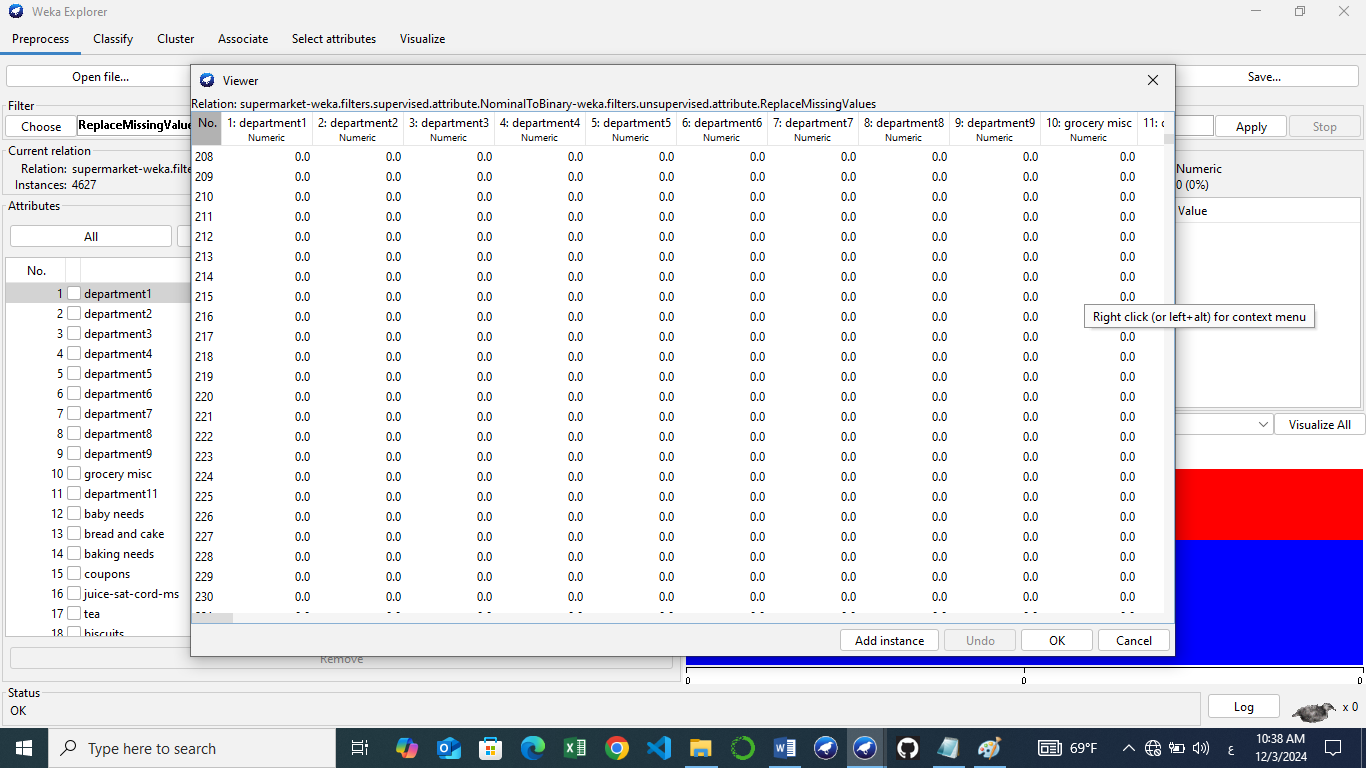 Weka Explorer
Preprocess Classify Cluster Associate Select attributes Visualize
Open file... Save...
Viewer
Relation: supermarket-weka.filters.supervised.attribute.NominalToBinary-weka.filters.unsupervised.attribute.ReplaceMissingValues
Filter
Choose Apply Stop
No. 1: department1 2: department2 3: department3 4: department4 5: department5 6: department6 7: department7 8: department8 9: department9 10: grocery misc 11:
Numeric Numeric Numeric Numeric Numeric Numeric Numeric Numeric Numeric Numeric
208 0.0 0.0 0.0 0.0 0.0 0.0 0.0 0.0 0.0 0.0
209 0.0 0.0 0.0 0.0 0.0 0.0 0.0 0.0 0.0 0.0
210 0.0 0.0 0.0 0.0 0.0 0.0 0.0 0.0 0.0 0.0
211 0.0 0.0 0.0 0.0 0.0 0.0 0.0 0.0 0.0 0.0
212 0.0 0.0 0.0 0.0 0.0 0.0 0.0 0.0 0.0 0.0
213 0.0 0.0 0.0 0.0 0.0 0.0 0.0 0.0 0.0 0.0
214 0.0 0.0 0.0 0.0 0.0 0.0 0.0 0.0 0.0 0.0
215 0.0 0.0 0.0 0.0 0.0 0.0 0.0 0.0 0.0 0.0
216 0.0 0.0 0.0 0.0 0.0 0.0 0.0 0.0 0.0
217 0.0 0.0 0.0 0.0 0.0 0.0 0.0 0.0 0.0 0.0
218 0.0 0.0 0.0 0.0 0.0 0.0 0.0 0.0 0.0 0.0
219 0.0 0.0 0.0 0.0 0.0 0.0 0.0 0.0 0.0 0.0
220 0.0 0.0 0.0 0.0 0.0 0.0 0.0 0.0 0.0 0.0
221 0.0 0.0 0.0 0.0 0.0 0.0 0.0 0.0 0.0 0.0
222 0.0 0.0 0.0 0.0 0.0 0.0 0.0 0.0 0.0 0.0
223 0.0 0.0 0.0 0.0 0.0 0.0 0.0 0.0 0.0 0.0
224 0.0 0.0 0.0 0.0 0.0 0.0 0.0 0.0 0.0 0.0
225 0.0 0.0 0.0 0.0 0.0 0.0 0.0 0.0 0.0 0.0
226 0.0 0.0 0.0 0.0 0.0 0.0 0.0 0.0 0.0 0.0
227 0.0 0.0 0.0 0.0 0.0 0.0 0.0 0.0 0.0 0.0
228 0.0 0.0 0.0 0.0 0.0 0.0 0.0 0.0 0.0 0.0
229 0.0 0.0 0.0 0.0 0.0 0.0 0.0 0.0 0.0 0.0
230 0.0 0.0 0.0 0.0 0.0 0.0 0.0 0.0 0.0 0.0
Right click (or left+alt) for context menu
Add instance Undo OK Cancel
Current relation
Relation: supermarket-weka.filte
Instances: 4627
Numeric
0 (0%)
Value
Attributes
All
No.
1 department1
2 department2
3 department3
4 department4
5 department5
6 department6
7 department7
8 department8
9 department9
10 grocery misc
11 department11
12 baby needs
13 bread and cake
14 baking needs
15 coupons
16 juice-sat-cord-ms
17 tea
18 biscuits
Remove
Visualize All
0 0 0
Status
OK
Log x 0
Type here to search
69°F
ع
10:38 AM
12/3/2024